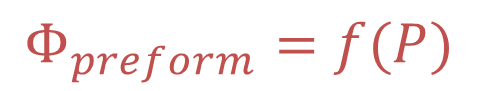 Φ_preform = f(P)